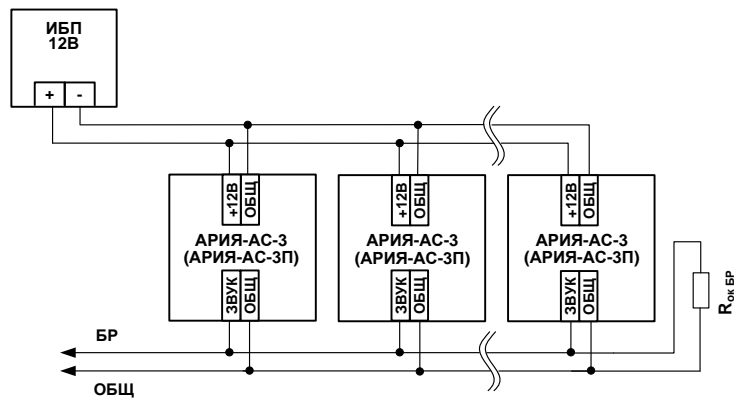 ИБП
12В
+ -
+12В ОБЩ
+12В ОБЩ
+12В ОБЩ
АРИЯ-АС-3
(АРИЯ-АС-3П)
АРИЯ-АС-3
(АРИЯ-АС-3П)
АРИЯ-АС-3
(АРИЯ-АС-3П)
ЗВУК ОБЩ
ЗВУК ОБЩ
ЗВУК ОБЩ
Rок БР
БР
ОБЩ